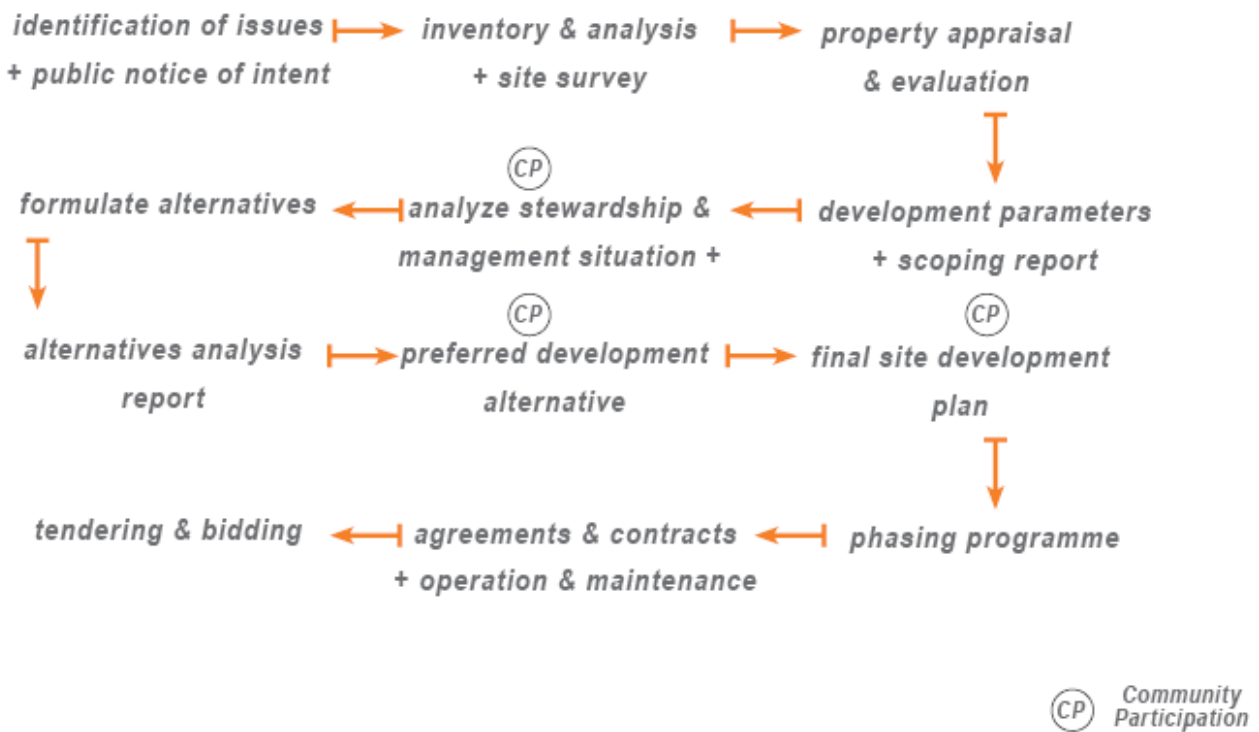 identification of issues
+ public notice of intent
inventory & analysis
+ site survey
property appraisal
& evaluation
CP
formulate alternatives
analyze stewardship &
management situation +
development parameters
+ scoping report
CP
CP
alternatives analysis
report
preferred development
alternative
final site development
plan
tendering & bidding
agreements & contracts
+ operation & maintenance
phasing programme
CP
Community
Participation